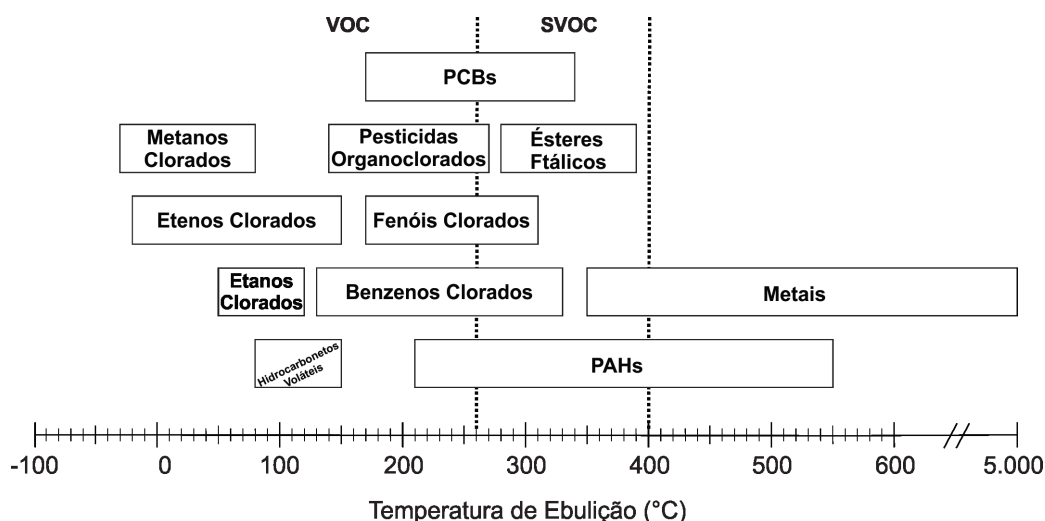 VOC SVOC
PCBs
Metanos
Clorados
Pesticidas
Organoclorados
Ésteres
Ftálicos
Etenos Clorados
Fenóis Clorados
Etanos
Clorados
Benzenos Clorados
Metais
Hidrocarbonetos
Voláteis
PAHs
-100 0 100 200 300 400 500 600 5.000
Temperatura de Ebulição (°C)